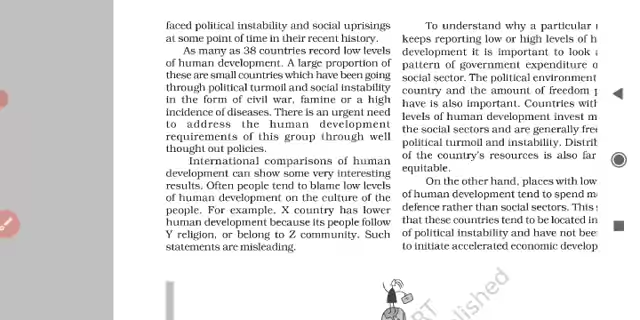 faced political instability and social uprisings
at some point of time in their recent history.
As many as 38 countries record low levels
of human development. A large proportion of
these are small countries which have been going
through political turmoil and social instability
in the form of civil war, famine or a high
incidence of diseases. There is an urgent need
to address the human development
requirements of this group through well
thought out policies.
International comparisons of human
development can show some very interesting
results. Often people tend to blame low levels
of human development on the culture of the
people. For example, X country has lower
human development because its people follow
Y religion, or belong to Z community. Such
statements are misleading.
To understand why a particular
keeps reporting low or high levels of h
development it is important to look
pattern of government expenditure o
social sector. The political environment
country and the amount of freedom
have is also important. Countries with
levels of human development invest m
the social sectors and are generally free
political turmoil and instability. Distrib
of the country's resources is also far
equitable.
On the other hand, places with low
of human development tend to spend m
defence rather than social sectors. This
that these countries tend to be located in
of political instability and have not bee
to initiate accelerated economic develop
RT
lished